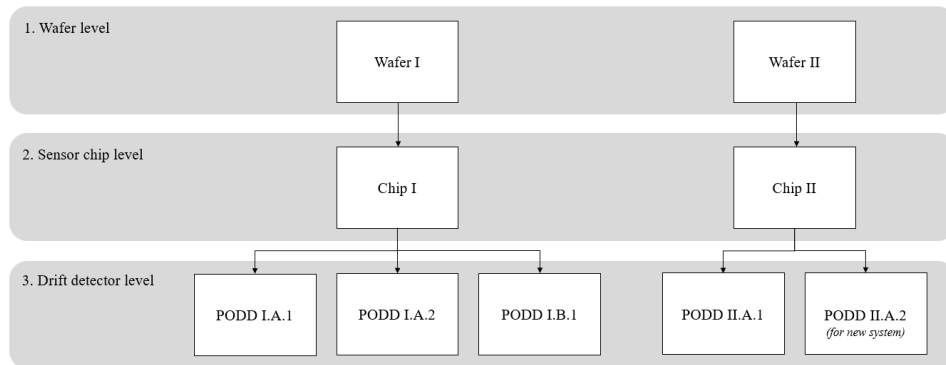 1. Wafer level
Wafer I
Wafer II
2. Sensor chip level
Chip I
Chip II
3. Drift detector level
PODD I.A.1
PODD I.A.2
PODD I.B.1
PODD II.A.1
PODD II.A.2
(for new system)